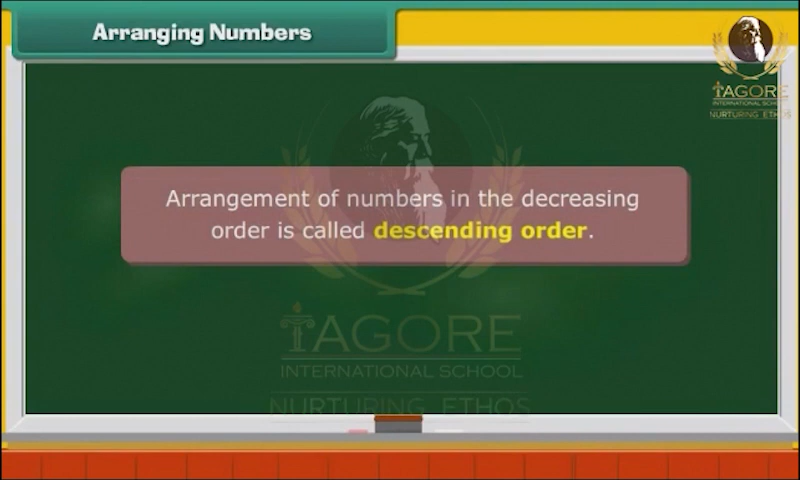 Arranging Numbers
TAGORE
INTERNATIONAL SCHOOL
NURTURING ETHOS
Arrangement of numbers in the decreasing
order is called descending order.
TAGORE
INTERNATIONAL SCHOOL
NURTURING ETHOS